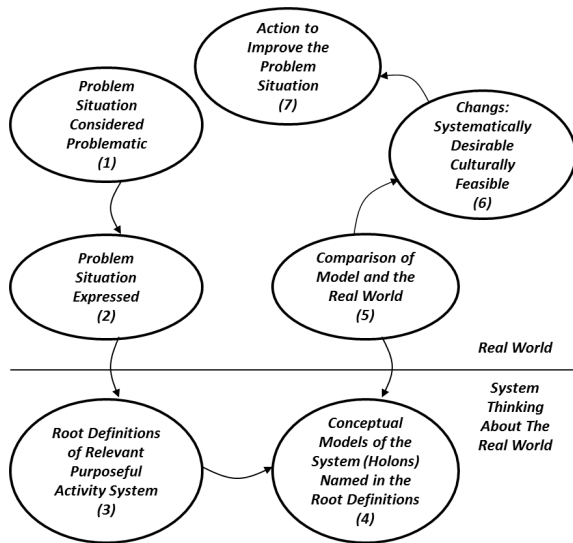 Problem
Situation
Considered
Problematic
(1)
Problem
Situation
Expressed
(2)
Root Definitions
of Relevant
Purposeful
Activity System
(3)
Conceptual
Models of the
System (Holons)
Named in the
Root Definitions
(4)
Comparison of
Model and the
Real World
(5)
Changs:
Systematically
Desirable
Culturally
Feasible
(6)
Action to
Improve the
Problem
Situation
(7)
Real World
System
Thinking
About The
Real World